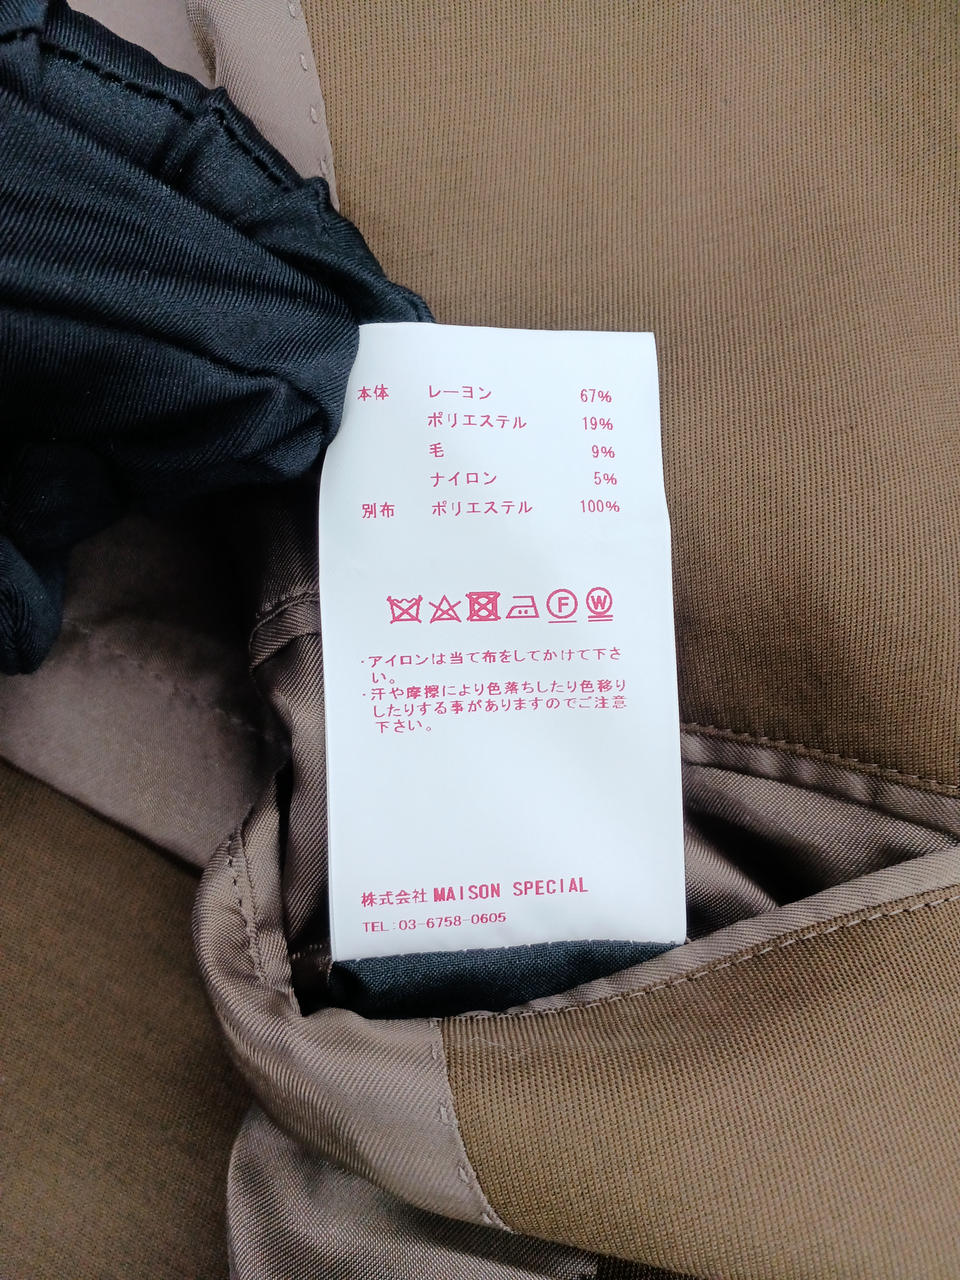 本体 レーヨン 67%
ポリエステル 19%
毛 9%
ナイロン 5%
別布 ポリエステル 100%
F W
・アイロンは当て布をしてかけて下さ
い。
・汗や摩擦により色落ちしたり色移り
したりする事がありますのでご注意
下さい。
株式会社 MAISON SPECIAL
TEL:03-6758-0605